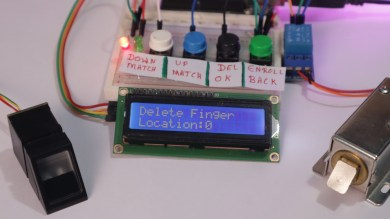 DOWN
MATCH
UP
MATCH
DEL
OK
ENROLL
BACK
Delete Finger
Location:0